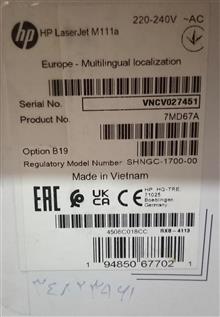 hp HP LaserJet M111a 220-240V ~AC
Europe - Multilingual localization
Serial No. VNCV027451
Product No. 7MD67A
Option B19
Regulatory Model Number: SHNGC-1700-00
Made in Vietnam
EAC UK CA CE
HP, HQ-TRE
71025
Boeblingen
Germany
4506C018CC RXB-4113
1 94850 67702 1